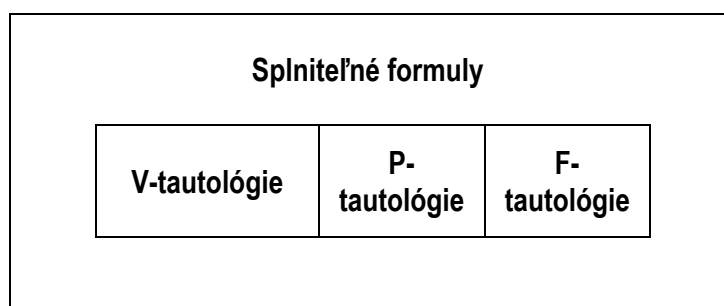 Splniteľné formuly
V-tautológie
P-
tautológie
F-
tautológie